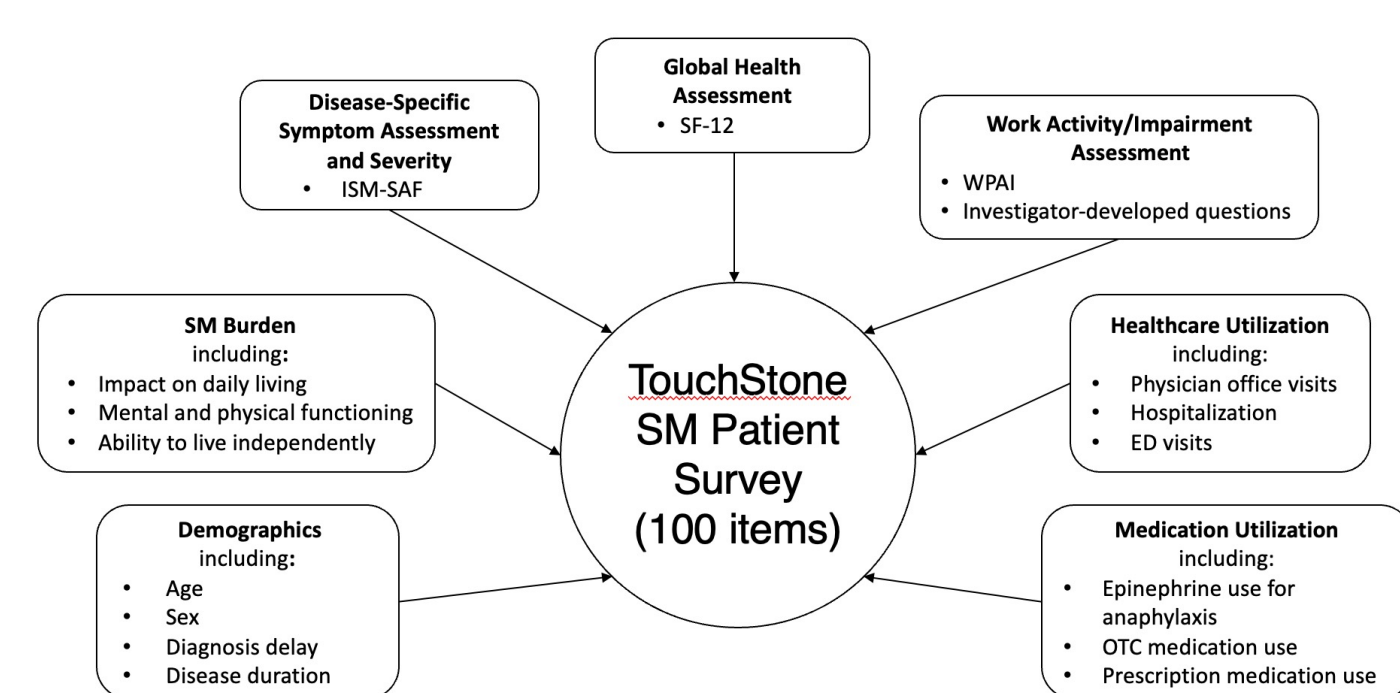 Global Health
Assessment
• SF-12
Disease-Specific
Symptom Assessment
and Severity
• ISM-SAF
Work Activity/Impairment
Assessment
• WPAI
• Investigator-developed questions
SM Burden
including:
• Impact on daily living
• Mental and physical functioning
• Ability to live independently
TouchStone
SM Patient
Survey
(100 items)
Healthcare Utilization
including:
• Physician office visits
• Hospitalization
• ED visits
Demographics
including:
• Age
• Sex
• Diagnosis delay
• Disease duration
Medication Utilization
including:
• Epinephrine use for
anaphylaxis
• OTC medication use
• Prescription medication use